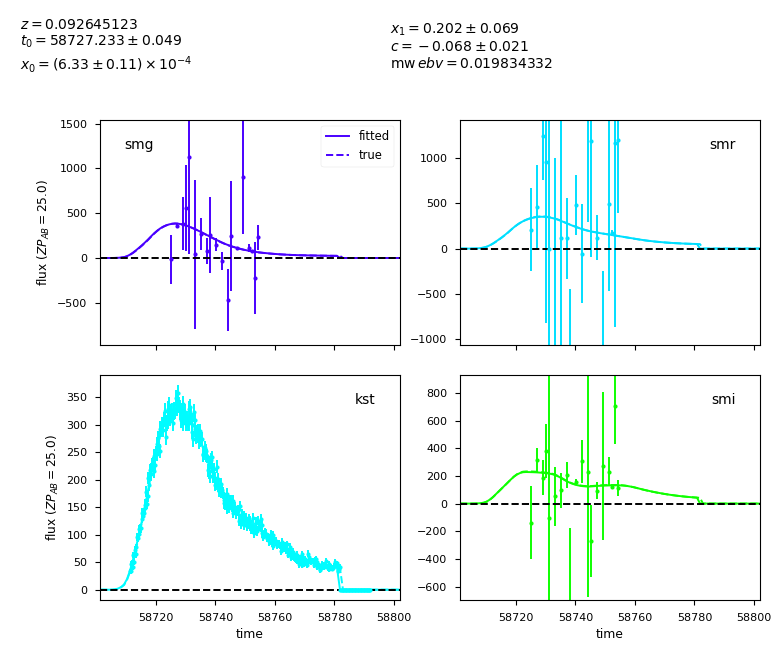 z = 0.092645123
t₀ = 58727.233 ± 0.049
x₀ = (6.33 ± 0.11) × 10⁻⁴
x₁ = 0.202 ± 0.069
c = −0.068 ± 0.021
mw ebv = 0.019834332
1500
1000
500
0
−500
flux (ZP_AB = 25.0)
smg
fitted
true
1000
500
0
−500
−1000
smr
350
300
250
200
150
100
50
0
flux (ZP_AB = 25.0)
kst
58720 58740 58760 58780 58800
time
800
600
400
200
0
−200
−400
−600
smi
58720 58740 58760 58780 58800
time